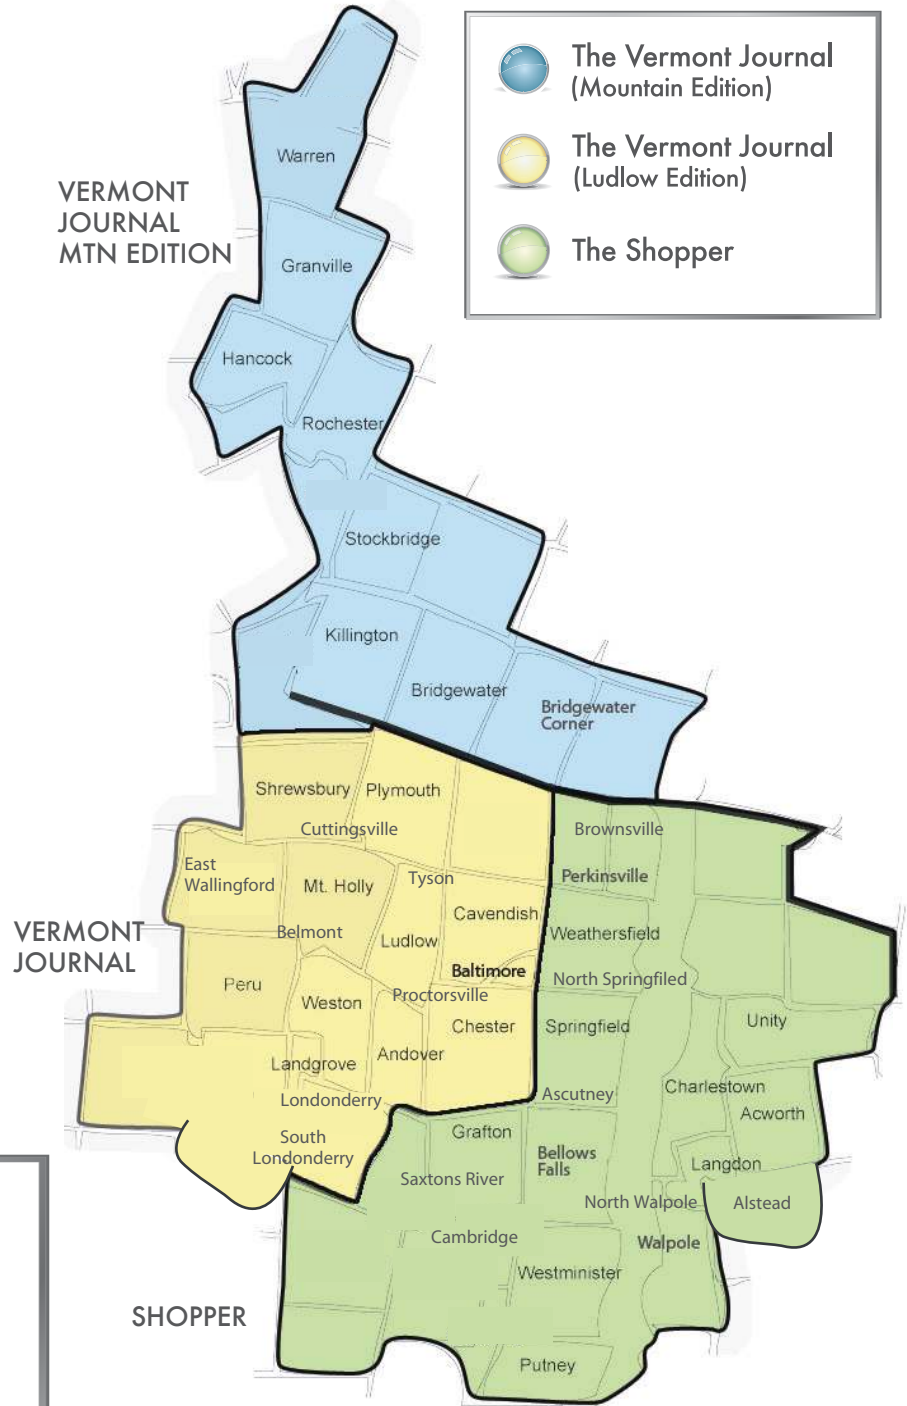 The Vermont Journal
(Mountain Edition)
The Vermont Journal
(Ludlow Edition)
The Shopper
VERMONT
JOURNAL
MTN EDITION
Warren
Granville
Hancock
Rochester
Stockbridge
Killington
Bridgewater
Bridgewater
Corner
Shrewsbury
Plymouth
Cuttingsville
Brownsville
East
Wallingford
Mt. Holly
Tyson
Perkinsville
VERMONT
JOURNAL
Belmont
Ludlow
Cavendish
Weathersfield
Baltimore
North Springfiled
Peru
Weston
Proctorsville
Chester
Springfield
Unity
Landgrove
Andover
Londonderry
Ascutney
Charlestown
Acworth
South
Londonderry
Grafton
Bellows
Falls
Langdon
Saxtons River
North Walpole
Alstead
Cambridge
Walpole
Westminister
SHOPPER
Putney